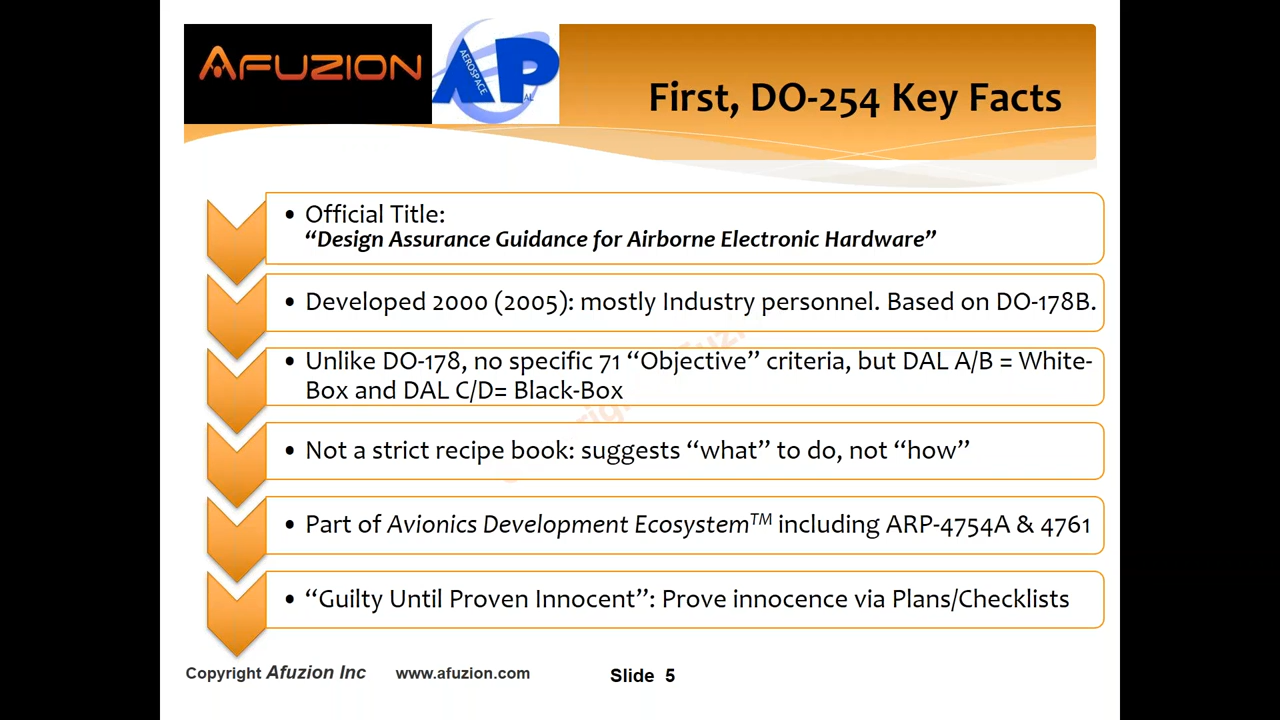 AFUZION
AEROSPACE
AP
AL
First, DO-254 Key Facts
• Official Title:
“Design Assurance Guidance for Airborne Electronic Hardware”
• Developed 2000 (2005): mostly Industry personnel. Based on DO-178B.
• Unlike DO-178, no specific 71 “Objective” criteria, but DAL A/B = White-
Box and DAL C/D= Black-Box
• Not a strict recipe book: suggests “what” to do, not “how”
• Part of Avionics Development Ecosystem™ including ARP-4754A & 4761
• “Guilty Until Proven Innocent”: Prove innocence via Plans/Checklists
Copyright Afuzion Inc www.afuzion.com Slide 5